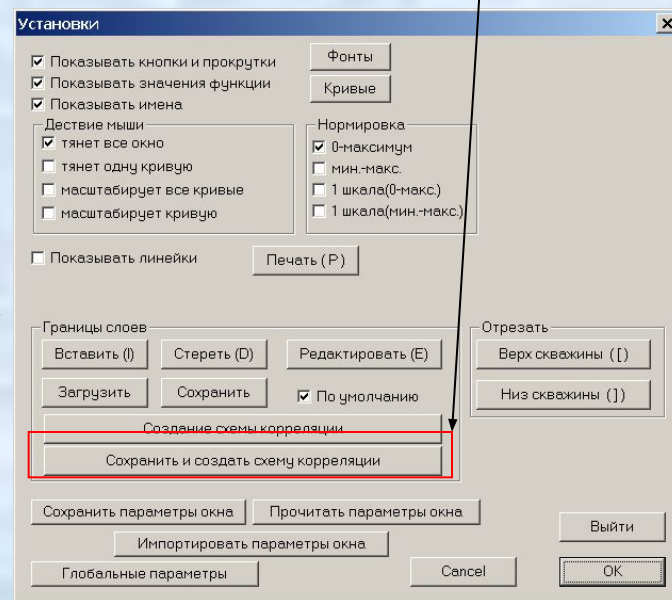 Установки
Показывать кнопки и прокрутки
Фонты
Показывать значения функции
Кривые
Показывать имена
Дествие мыши
тянет все окно
тянет одну кривую
масштабирует все кривые
масштабирует кривую
Нормировка
0-максимум
мин.-макс.
1 шкала(0-макс.)
1 шкала(мин.-макс.)
Показывать линейки
Печать ( P )
Границы слоев
Вставить (I)
Стереть (D)
Редактировать (E)
Загрузить
Сохранить
По умолчанию
Создание схемы корреляции
Сохранить и создать схему корреляции
Отрезать
Верх скважины ( [ )
Низ скважины ( ] )
Сохранить параметры окна
Прочитать параметры окна
Импортировать параметры окна
Глобальные параметры
Выйти
Cancel
OK